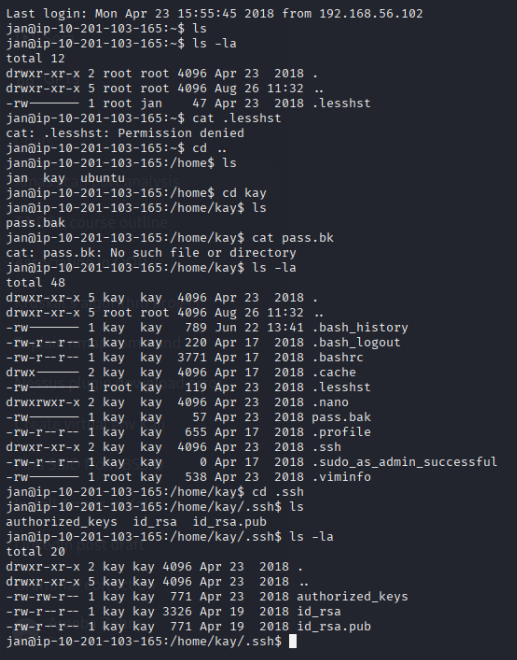 Last login: Mon Apr 23 15:55:45 2018 from 192.168.56.102
jan@ip-10-201-103-165:~$ ls
jan@ip-10-201-103-165:~$ ls -la
total 12
drwxr-xr-x 2 root root 4096 Apr 23  2018 .
drwxr-xr-x 5 root root 4096 Aug 26 11:32 ..
-rw------- 1 root jan    47 Apr 23  2018 .lesshst
jan@ip-10-201-103-165:~$ cat .lesshst
cat: .lesshst: Permission denied
jan@ip-10-201-103-165:~$ cd ..
jan@ip-10-201-103-165:/home$ ls
jan  kay  ubuntu
jan@ip-10-201-103-165:/home$ cd kay
jan@ip-10-201-103-165:/home/kay$ ls
pass.bak
jan@ip-10-201-103-165:/home/kay$ cat pass.bk
cat: pass.bk: No such file or directory
jan@ip-10-201-103-165:/home/kay$ ls -la
total 48
drwxr-xr-x 5 kay  kay  4096 Apr 23  2018 .
drwxr-xr-x 5 root root 4096 Aug 26 11:32 ..
-rw------- 1 kay  kay   789 Jun 22 13:41 .bash_history
-rw-r--r-- 1 kay  kay   220 Apr 17  2018 .bash_logout
-rw-r--r-- 1 kay  kay  3771 Apr 17  2018 .bashrc
drwx------ 2 kay  kay  4096 Apr 17  2018 .cache
-rw------- 1 root kay   119 Apr 23  2018 .lesshst
drwxrwxr-x 2 kay  kay  4096 Apr 23  2018 .nano
-rw------- 1 kay  kay    57 Apr 23  2018 pass.bak
-rw-r--r-- 1 kay  kay   655 Apr 17  2018 .profile
drwxr-xr-x 2 kay  kay  4096 Apr 23  2018 .ssh
-rw-r--r-- 1 kay  kay     0 Apr 17  2018 .sudo_as_admin_successful
-rw------- 1 root kay   538 Apr 23  2018 .viminfo
jan@ip-10-201-103-165:/home/kay$ cd .ssh
jan@ip-10-201-103-165:/home/kay/.ssh$ ls
authorized_keys  id_rsa  id_rsa.pub
jan@ip-10-201-103-165:/home/kay/.ssh$ ls -la
total 20
drwxr-xr-x 2 kay kay 4096 Apr 23  2018 .
drwxr-xr-x 5 kay kay 4096 Apr 23  2018 ..
-rw-rw-r-- 1 kay kay  771 Apr 23  2018 authorized_keys
-rw-r--r-- 1 kay kay 3326 Apr 19  2018 id_rsa
-rw-r--r-- 1 kay kay  771 Apr 19  2018 id_rsa.pub
jan@ip-10-201-103-165:/home/kay/.ssh$